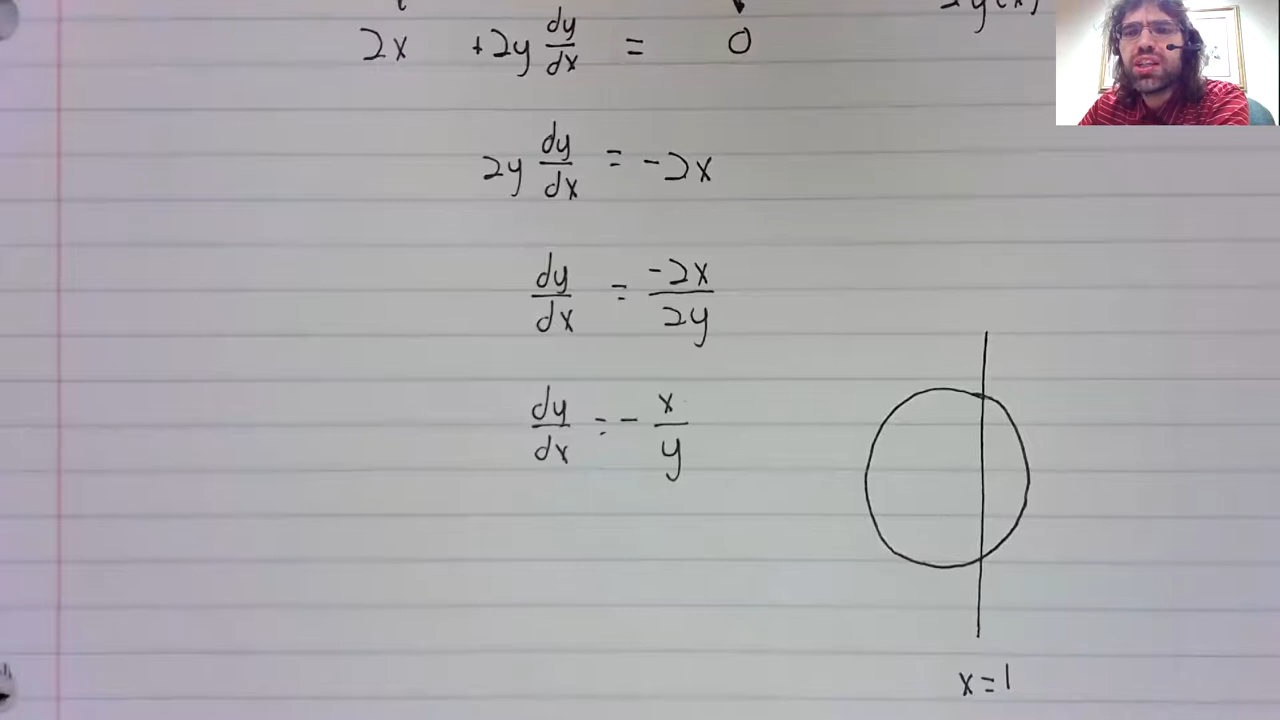 2x + 2y dy/dx = 0
2y dy/dx = -2x
dy/dx = -2x/2y
dy/dx = - x/y
x = 1